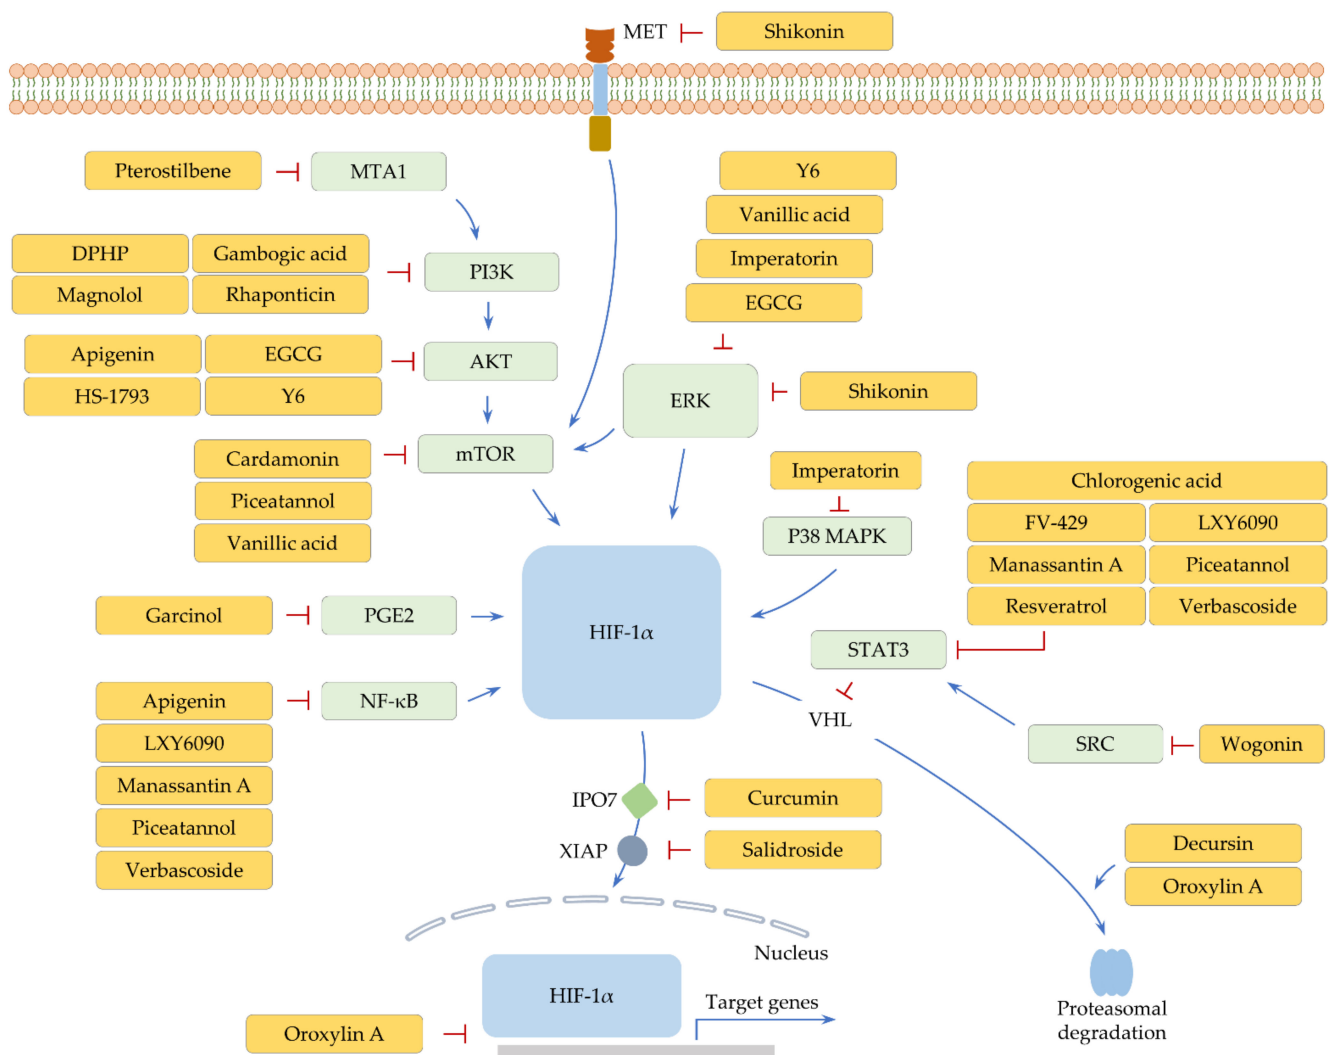 MET
Shikonin
Pterostilbene
MTA1
Y6
Vanillic acid
Imperatorin
EGCG
DPHP
Gambogic acid
Magnolol
Rhaponticin
PI3K
Apigenin
EGCG
HS-1793
Y6
AKT
ERK
Shikonin
Cardamonin
Piceatannol
Vanillic acid
mTOR
Imperatorin
P38 MAPK
Chlorogenic acid
FV-429
LXY6090
Manassantin A
Piceatannol
Resveratrol
Verbascoside
Garcinol
PGE2
HIF-1α
STAT3
Apigenin
LXY6090
Manassantin A
Piceatannol
Verbascoside
NF-κB
VHL
SRC
Wogonin
IPO7
Curcumin
XIAP
Salidroside
Decursin
Oroxylin A
Nucleus
HIF-1α
Target genes
Oroxylin A
Proteasomal
degradation